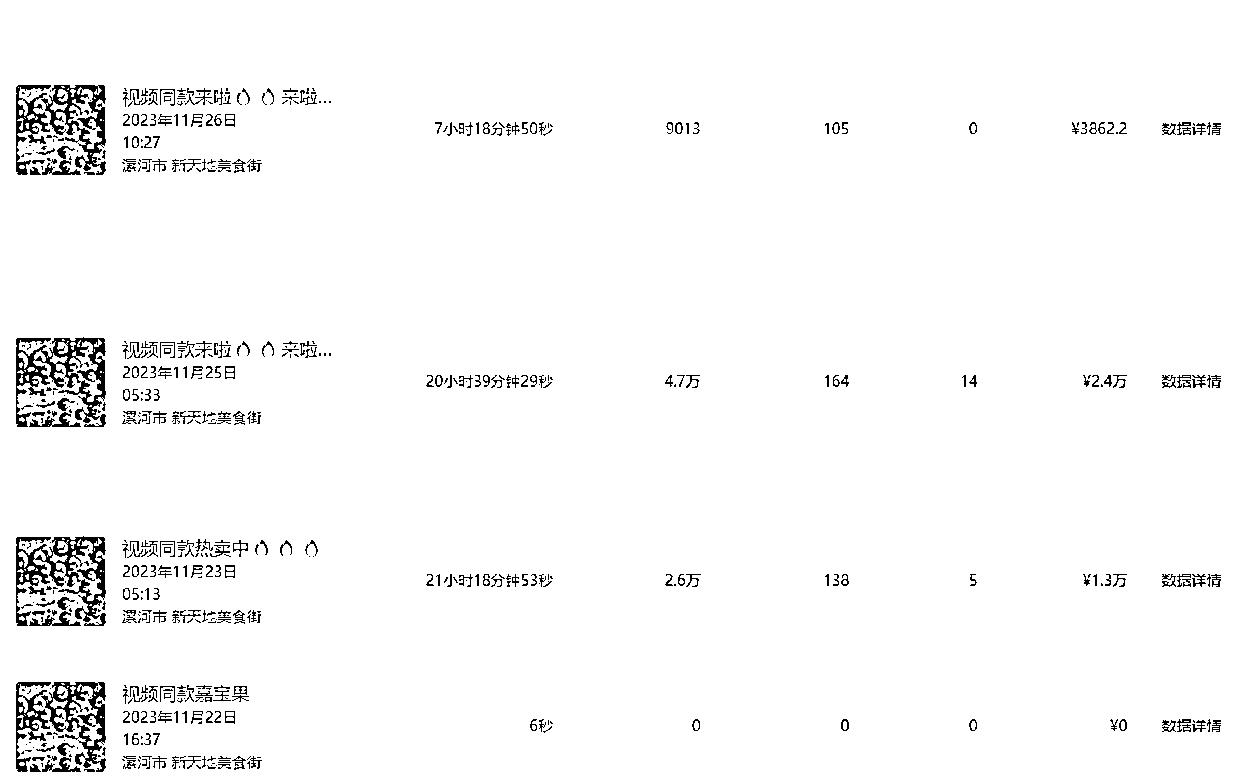 视频同款来啦🔥🔥来啦...
2023年11月26日
10:27
漯河市 新天地美食街
7小时18分钟50秒
9013
105
0
¥3862.2
数据详情
视频同款来啦🔥🔥来啦...
2023年11月25日
05:33
漯河市 新天地美食街
20小时39分钟29秒
4.7万
164
14
¥2.4万
数据详情
视频同款热卖中🔥🔥🔥
2023年11月23日
05:13
漯河市 新天地美食街
21小时18分钟53秒
2.6万
138
5
¥1.3万
数据详情
视频同款嘉宝果
2023年11月22日
16:37
漯河市 新天地美食街
6秒
0
0
0
¥0
数据详情